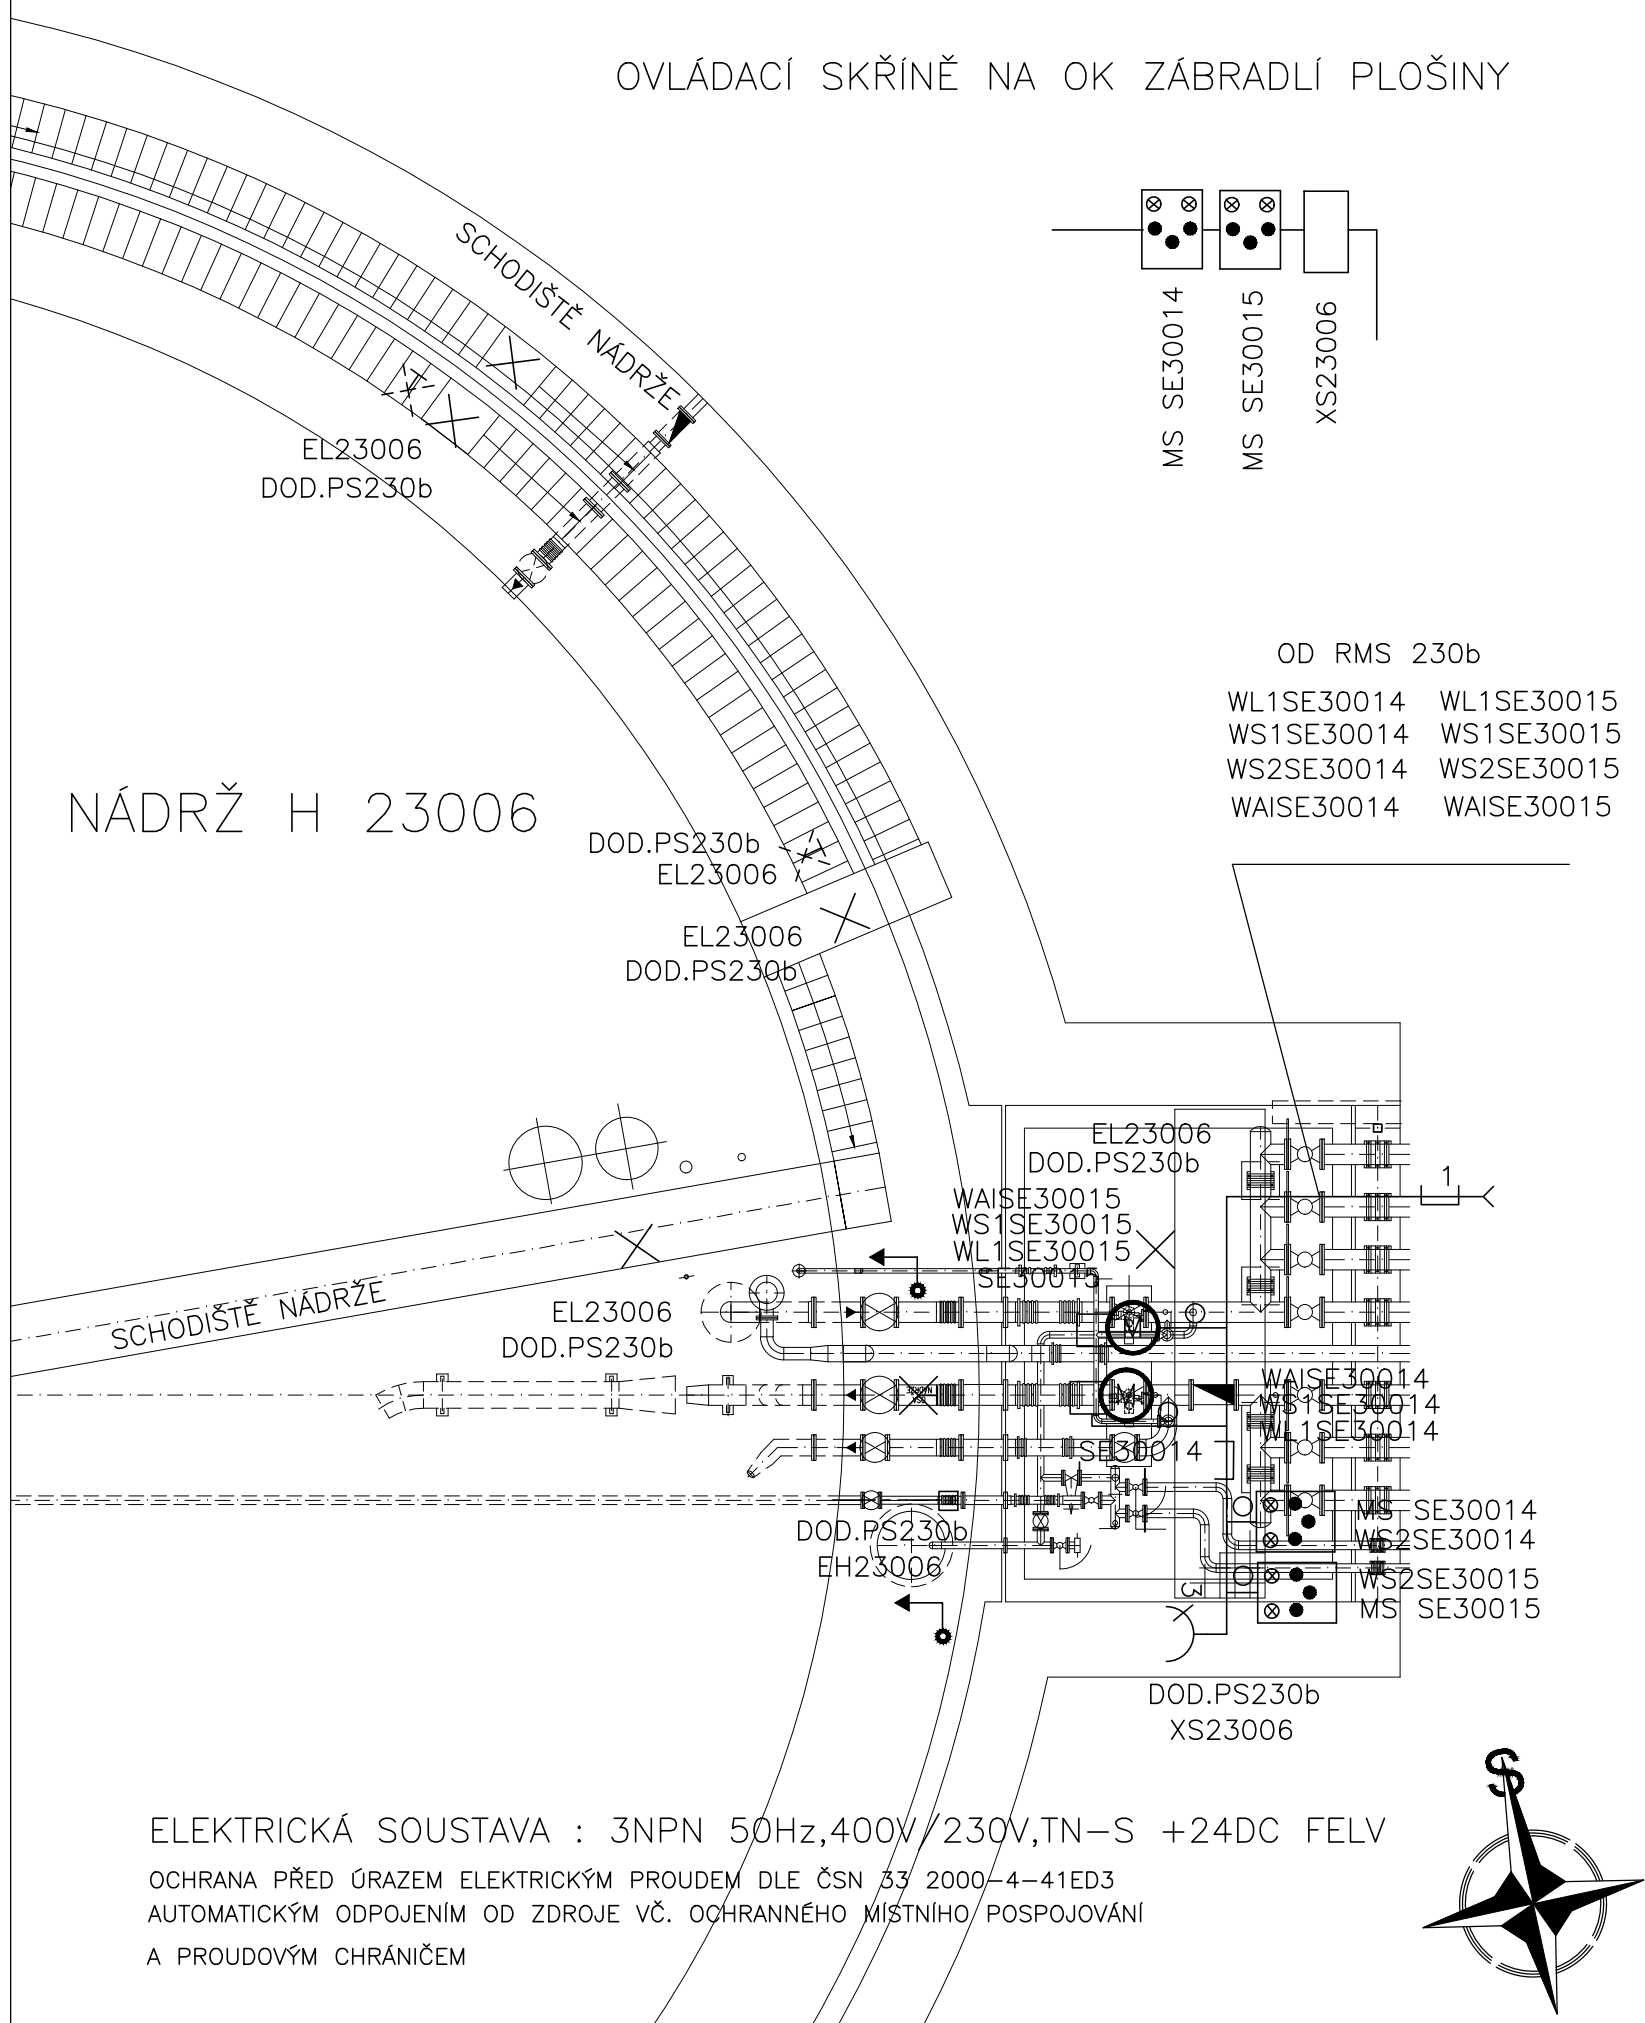 OVLÁDACÍ SKŘÍNĚ NA OK ZÁBRADLÍ PLOŠINY
SCHODIŠTĚ NÁDRŽE
MS SE30014
MS SE30015
XS23006
EL23006
DOD.PS230b
OD RMS 230b
WL1SE30014 WL1SE30015
WS1SE30014 WS1SE30015
WS2SE30014 WS2SE30015
WAISE30014 WAISE30015
NÁDRŽ H 23006
DOD.PS230b
EL23006
EL23006
DOD.PS230b
EL23006
DOD.PS230b
1
WAISE30015
WS1SE30015
WL1SE30015
SE30015
SCHODIŠTĚ NÁDRŽE
EL23006
DOD.PS230b
M
M
WAISE30014
WS1SE30014
WL1SE30014
SE30014
MS SE30014
WS2SE30014
DOD.PS230b
EH23006
WS2SE30015
MS SE30015
3
DOD.PS230b
XS23006
S
ELEKTRICKÁ SOUSTAVA : 3NPN 50Hz,400V/230V,TN-S +24DC FELV
OCHRANA PŘED ÚRAZEM ELEKTRICKÝM PROUDEM DLE ČSN 33 2000-4-41ED3
AUTOMATICKÝM ODPOJENÍM OD ZDROJE VČ. OCHRANNÉHO MÍSTNÍHO POSPOJOVÁNÍ
A PROUDOVÝM CHRÁNIČEM